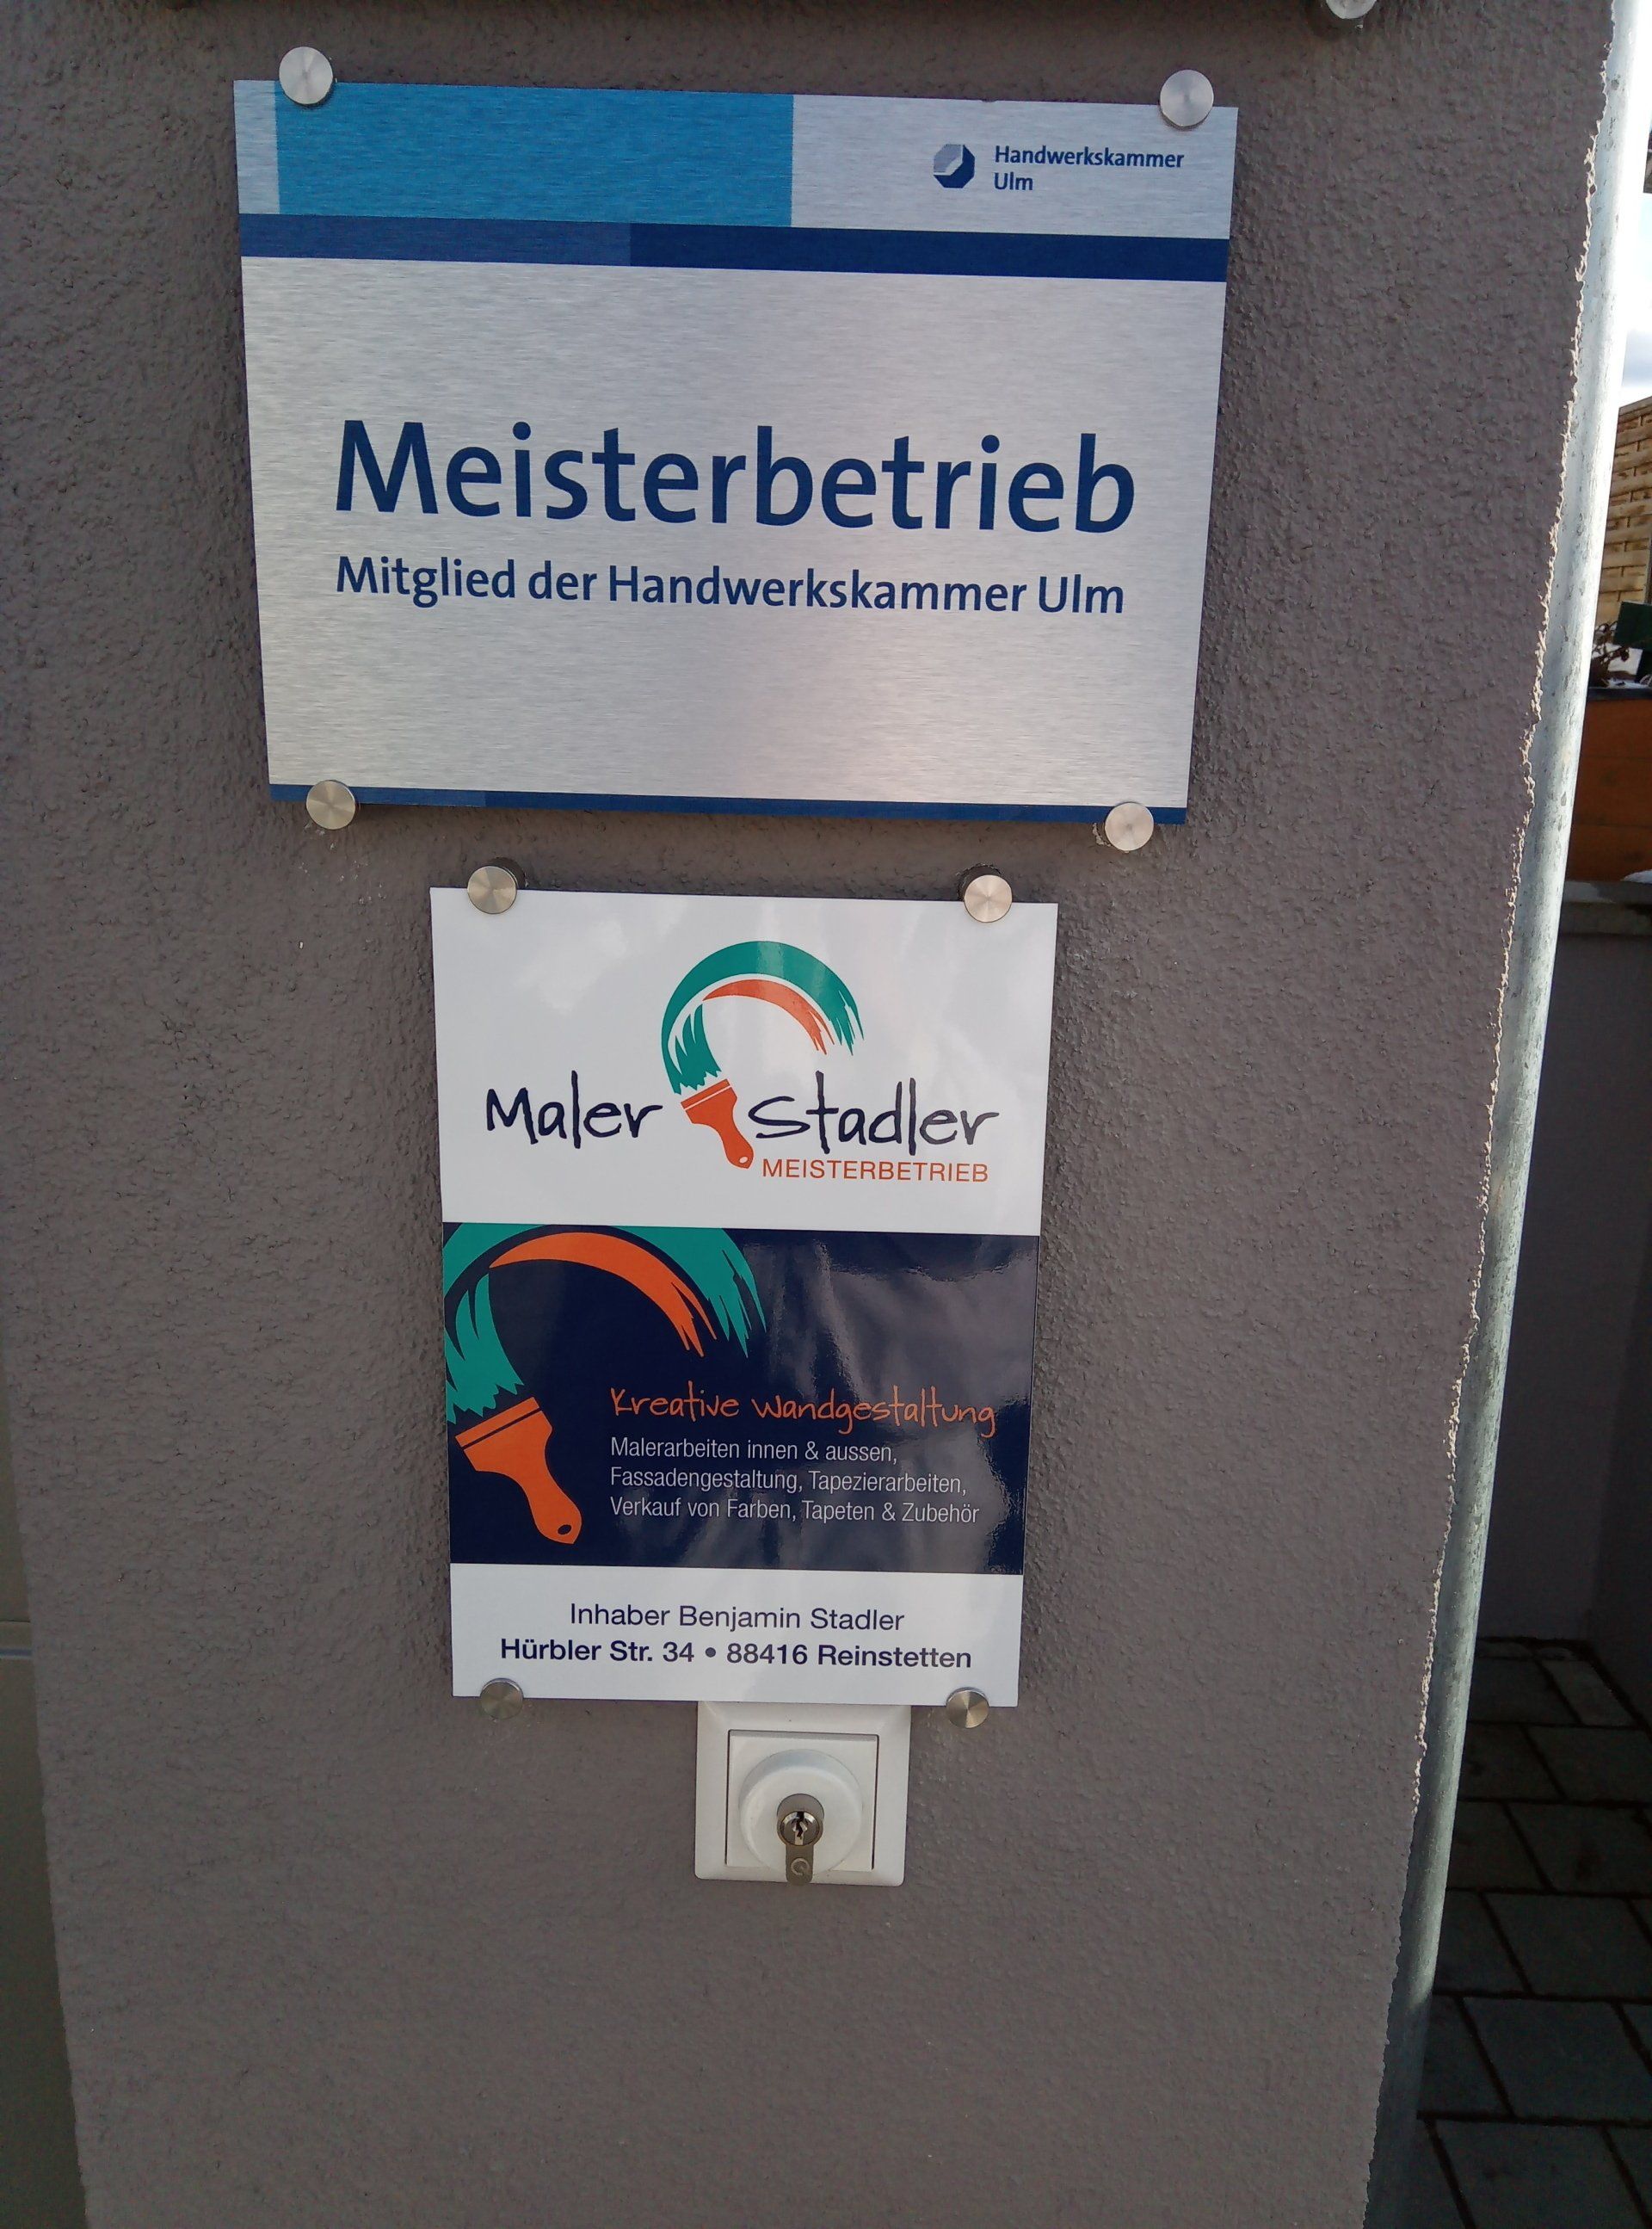 Handwerkskammer
Ulm
Meisterbetrieb
Mitglied der Handwerkskammer Ulm
Maler Stadler
MEISTERBETRIEB
Kreative Wandgestaltung
Malerarbeiten innen & aussen,
Fassadengestaltung, Tapezierarbeiten,
Verkauf von Farben, Tapeten & Zubehör
Inhaber Benjamin Stadler
Hürbler Str. 34 • 88416 Reinstetten